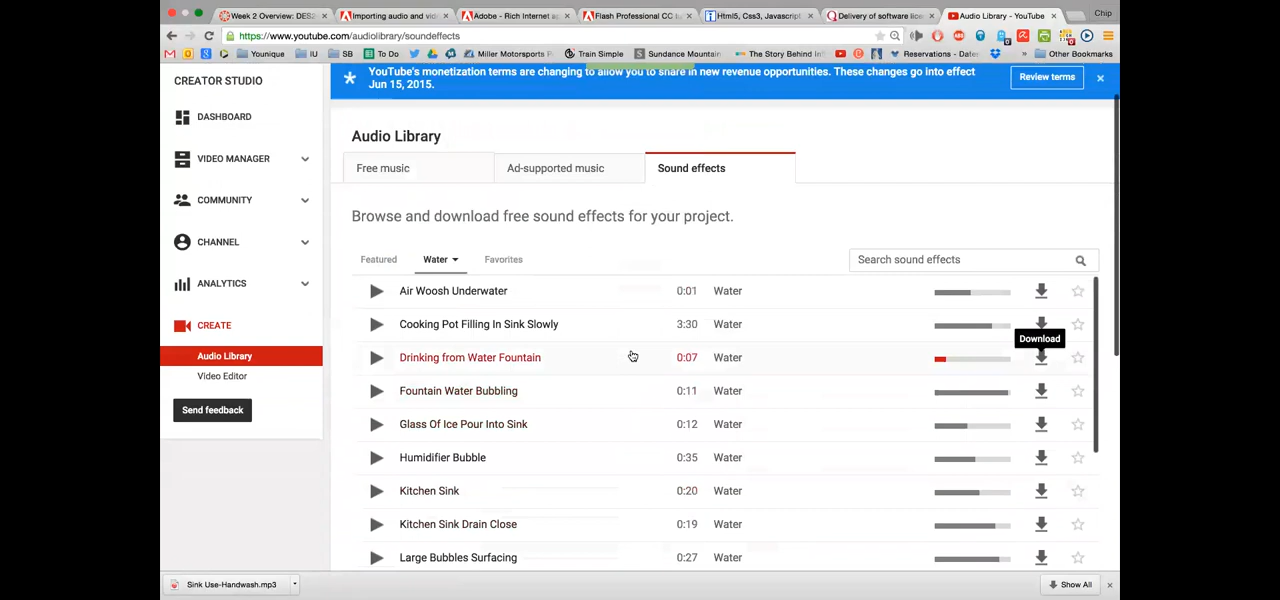 Week 2 Overview: DES2
Importing audio and vid
Adobe - Rich Internet ap
Flash Professional CC tu
Html5, Css3, Javascript
Delivery of software lice
Audio Library - YouTube
Chip
https://www.youtube.com/audiolibrary/soundeffects
Younique
IU
SB
To Do
Miller Motorsports P
Train Simple
Sundance Mountain
The Story Behind In
Reservations - Dates
Other Bookmarks
CREATOR STUDIO
DASHBOARD
VIDEO MANAGER
COMMUNITY
CHANNEL
ANALYTICS
CREATE
Audio Library
Video Editor
Send feedback
YouTube's monetization terms are changing to allow you to share in new revenue opportunities. These changes go into effect
Jun 15, 2015.
Review terms
Audio Library
Free music
Ad-supported music
Sound effects
Browse and download free sound effects for your project.
Featured
Water
Favorites
Search sound effects
Air Woosh Underwater 0:01 Water
Cooking Pot Filling In Sink Slowly 3:30 Water
Download
Drinking from Water Fountain 0:07 Water
Fountain Water Bubbling 0:11 Water
Glass Of Ice Pour Into Sink 0:12 Water
Humidifier Bubble 0:35 Water
Kitchen Sink 0:20 Water
Kitchen Sink Drain Close 0:19 Water
Large Bubbles Surfacing 0:27 Water
Sink Use-Handwash.mp3
Show All